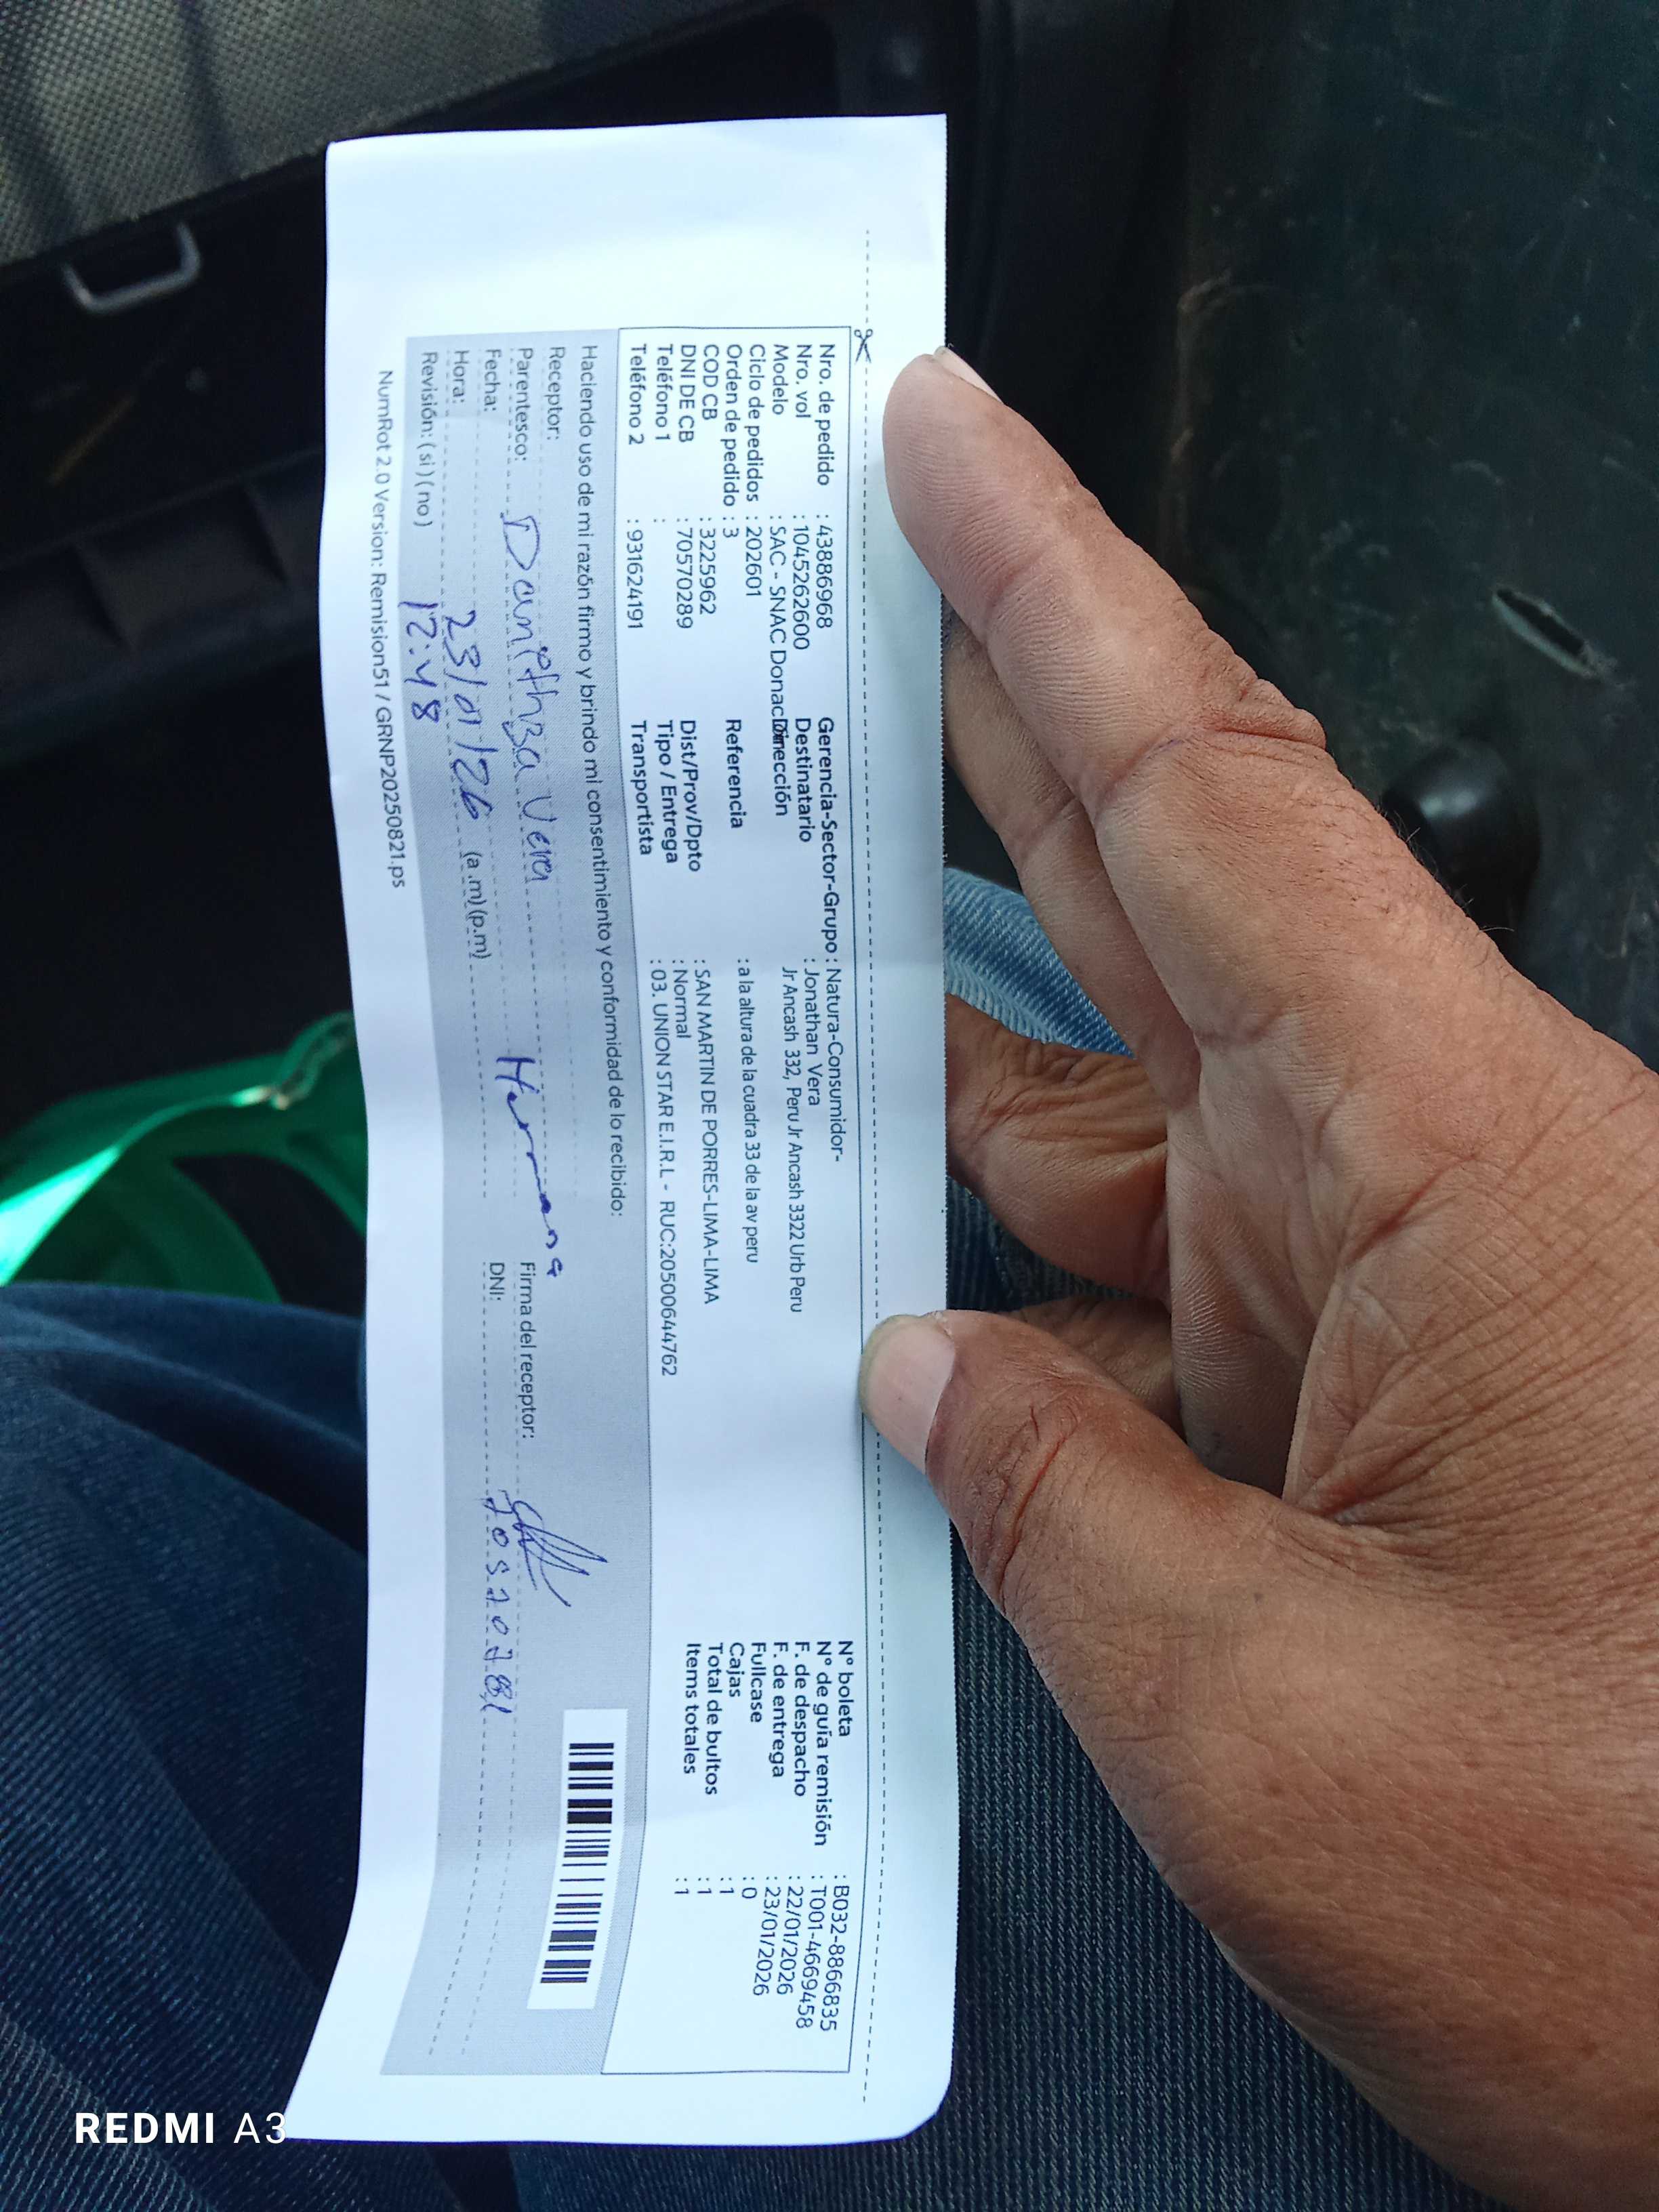 Nro. de pedido : 43886968
Nro. vol : 1045262600
Modelo : SAC - SNAC Donac
Ciclo de pedidos : 202601
Orden de pedido : 3
COD CB : 3225962
DNI DE CB : 70570289
Teléfono 1 :
Teléfono 2 : 931624191
Gerencia-Sector-Grupo : Natura-Consumidor-
Destinatario : Jonathan Vera
Dirección Jr Ancash 332, Peru Jr Ancash 3322 Urb Peru
Referencia : a la altura de la cuadra 33 de la av peru
Dist/Prov/Dpto : SAN MARTIN DE PORRES-LIMA-LIMA
Tipo / Entrega : Normal
Transportista : 03. UNION STAR E.I.R.L - RUC:20500644762
N° boleta : B032-8866835
N° de guía remisión : T001-4669458
F. de despacho : 22/01/2026
F. de entrega : 23/01/2026
Fullcase : 0
Cajas : 1
Total de bultos : 1
Items totales : 1
Haciendo uso de mi razón firmo y brindo mi consentimiento y conformidad de lo recibido:
Receptor:
Parentesco: Vera Hermana Firma del receptor:
Fecha: 23/01/26 DNI:
Hora: 12:48 (a.m) (p.m)
Revisión: (si) (no)
NumRot 2.0 Version: Remision51 / GRNP20250821.ps
REDMI A3